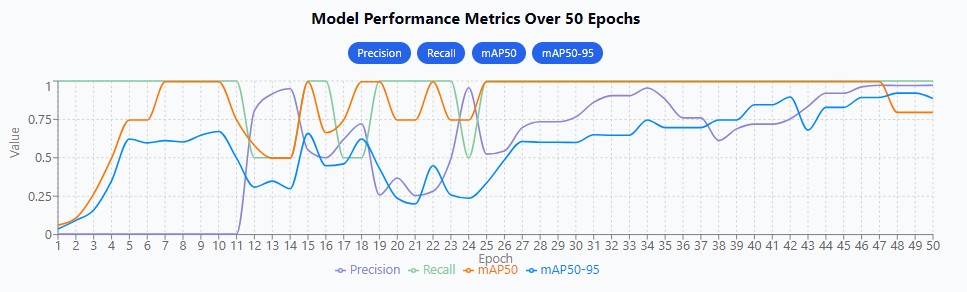 Model Performance Metrics Over 50 Epochs
Precision Recall mAP50 mAP50-95
1
0.75
0.5
0.25
0
Value
1 2 3 4 5 6 7 8 9 10 11 12 13 14 15 16 17 18 19 20 21 22 23 24 25 26 27 28 29 30 31 32 33 34 35 36 37 38 39 40 41 42 43 44 45 46 47 48 49 50
Epoch
Precision Recall mAP50 mAP50-95